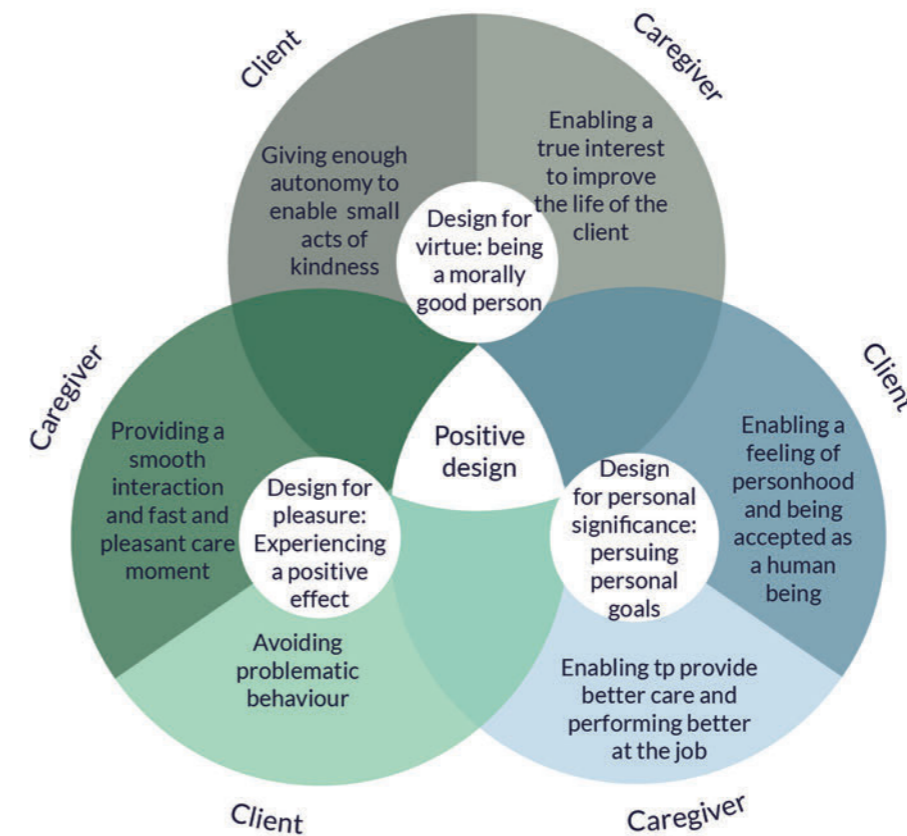 Client
Caregiver
Giving enough
autonomy to
enable small
acts of
kindness
Enabling a
true interest
to improve
the life of the
client
Design for
virtue: being
a morally
good person
Caregiver
Client
Providing a
smooth
interaction
and fast and
pleasant care
moment
Design for
pleasure:
Experiencing
a positive
effect
Positive
design
Design
for personal
significance:
persuing
personal
goals
Enabling a
feeling of
personhood
and being
accepted as
a human
being
Avoiding
problematic
behaviour
Enabling tp provide
better care and
performing better
at the job
Client
Caregiver